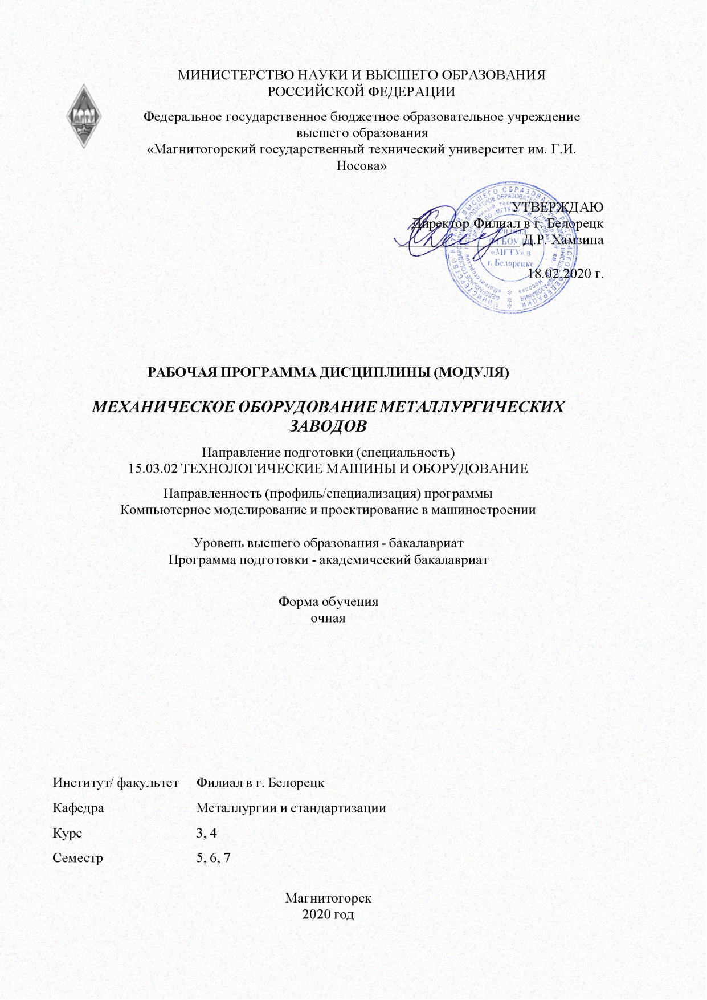 МИНИСТЕРСТВО НАУКИ И ВЫСШЕГО ОБРАЗОВАНИЯ
РОССИЙСКОЙ ФЕДЕРАЦИИ
МГТУ
Федеральное государственное бюджетное образовательное учреждение
высшего образования
«Магнитогорский государственный технический университет им. Г.И.
Носова»
УТВЕРЖДАЮ
Директор Филиал в г. Белорецк
Д.Р. Хамзина
18.02.2020 г.
Филиал
ФГБОУ ВО
«МГТУ» в
г. Белорецке
РАБОЧАЯ ПРОГРАММА ДИСЦИПЛИНЫ (МОДУЛЯ)
МЕХАНИЧЕСКОЕ ОБОРУДОВАНИЕ МЕТАЛЛУРГИЧЕСКИХ
ЗАВОДОВ
Направление подготовки (специальность)
15.03.02 ТЕХНОЛОГИЧЕСКИЕ МАШИНЫ И ОБОРУДОВАНИЕ
Направленность (профиль/специализация) программы
Компьютерное моделирование и проектирование в машиностроении
Уровень высшего образования - бакалавриат
Программа подготовки - академический бакалавриат
Форма обучения
очная
Институт/ факультет Филиал в г. Белорецк
Кафедра Металлургии и стандартизации
Курс 3, 4
Семестр 5, 6, 7
Магнитогорск
2020 год